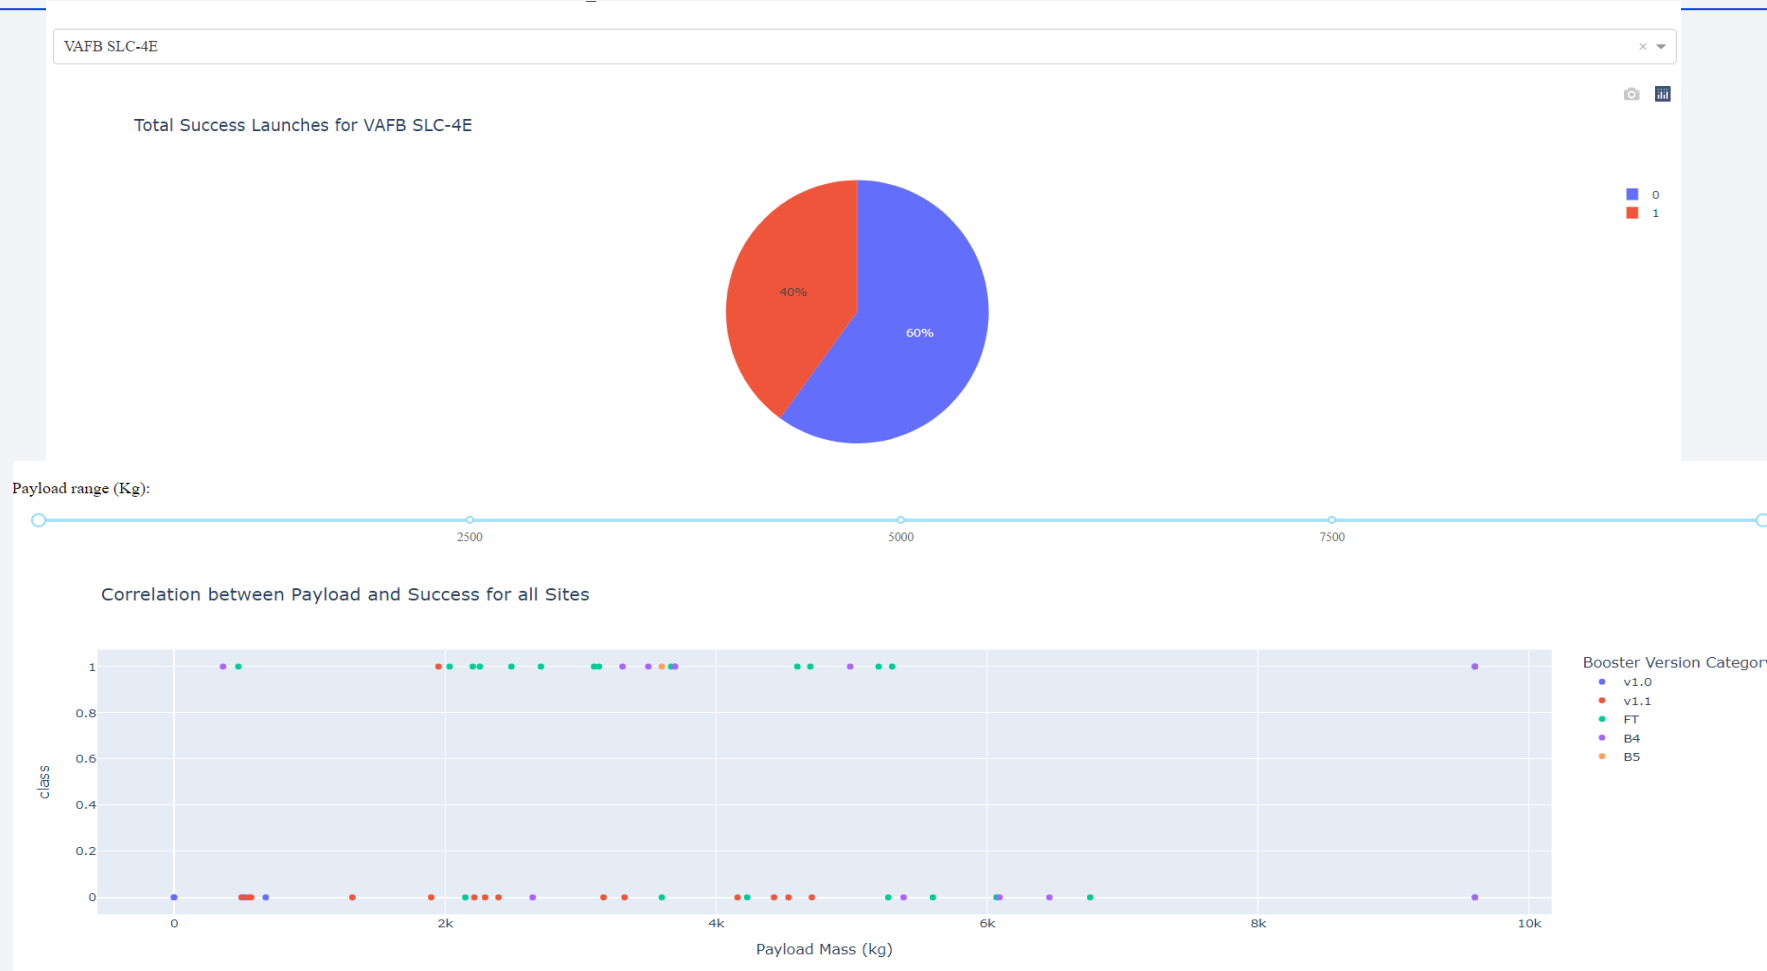 VAFB SLC-4E
Total Success Launches for VAFB SLC-4E
0
1
40%
60%
Payload range (Kg):
2500
5000
7500
Correlation between Payload and Success for all Sites
1
0.8
0.6
0.4
0.2
0
class
0
2k
4k
6k
8k
10k
Payload Mass (kg)
Booster Version Category
v1.0
v1.1
FT
B4
B5